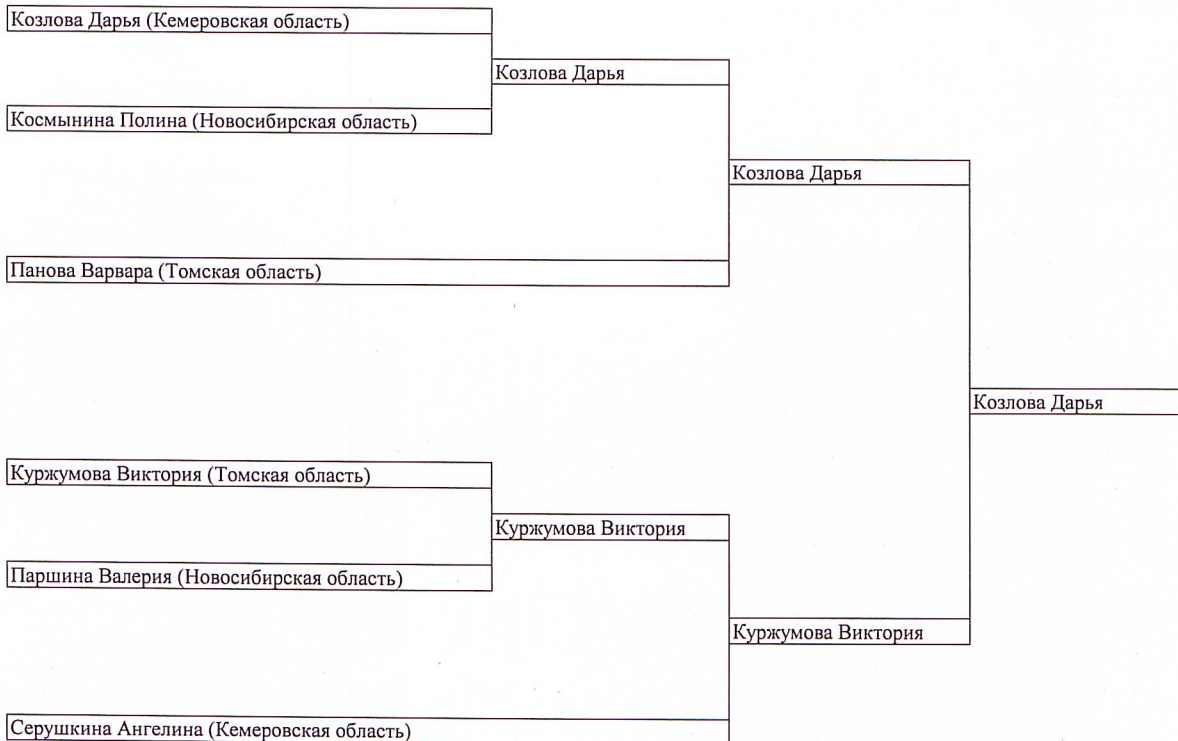 Козлова Дарья (Кемеровская область)
Козлова Дарья
Космынина Полина (Новосибирская область)
Козлова Дарья
Панова Варвара (Томская область)
Козлова Дарья
Куржумова Виктория (Томская область)
Куржумова Виктория
Паршина Валерия (Новосибирская область)
Куржумова Виктория
Серушкина Ангелина (Кемеровская область)